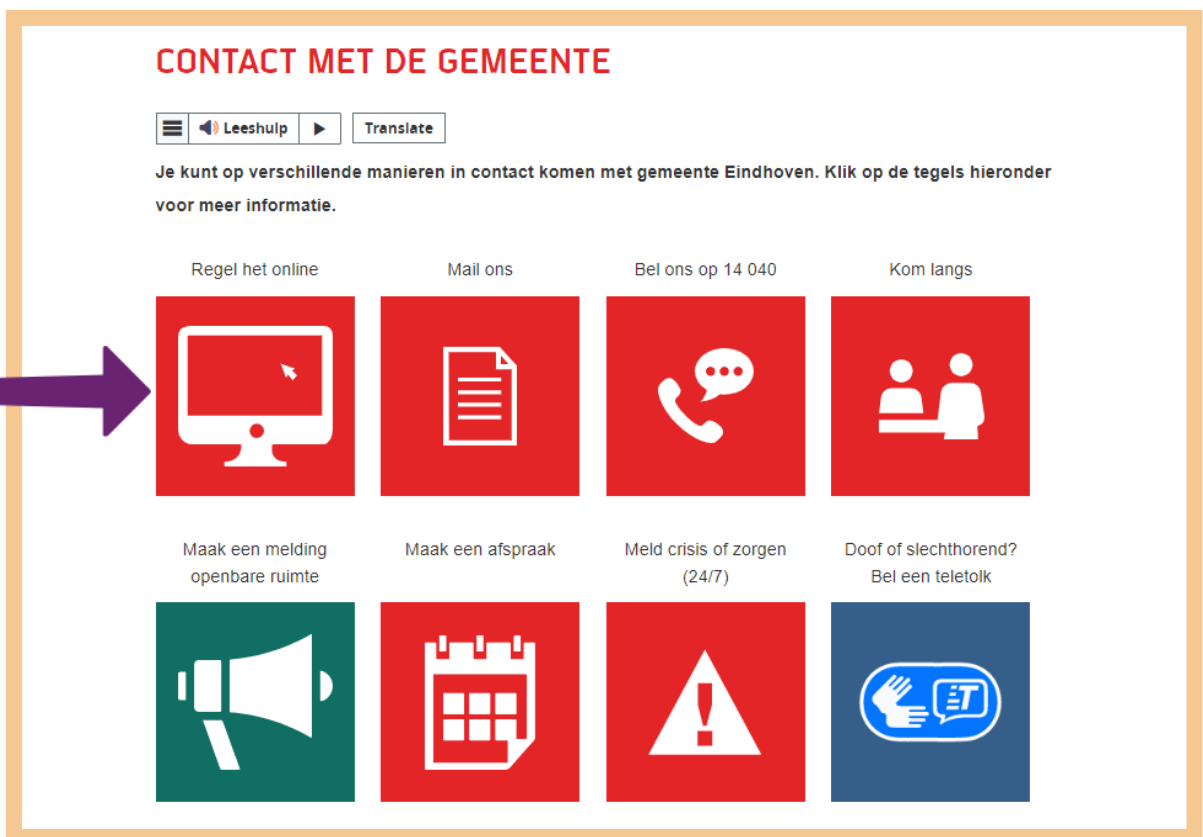 CONTACT MET DE GEMEENTE
Leeshulp
Translate
Je kunt op verschillende manieren in contact komen met gemeente Eindhoven. Klik op de tegels hieronder
voor meer informatie.
Regel het online
Mail ons
Bel ons op 14 040
Kom langs
Maak een melding
openbare ruimte
Maak een afspraak
Meld crisis of zorgen
(24/7)
Doof of slechthorend?
Bel een teletolk
T